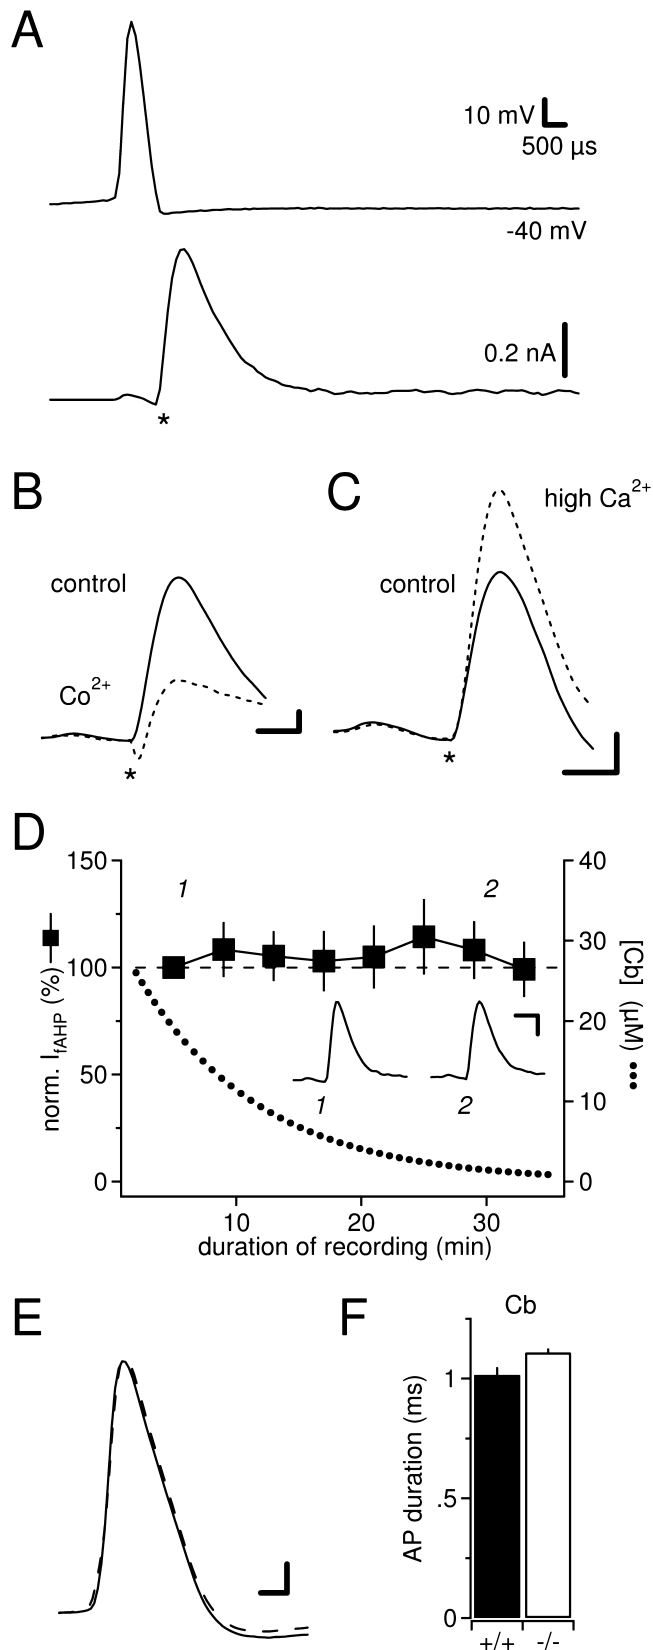 A
10 mV
500 µs
-40 mV
0.2 nA
*
B
C
high Ca2+
control
control
Co2+
*
*
D
150
40
1
2
30
100
norm. IfAHP (%)
[Cb] (µM)
20
50
10
1
2
0
0
10
20
30
duration of recording (min)
E
F
Cb
1
AP duration (ms)
.5
0
+/+
-/-